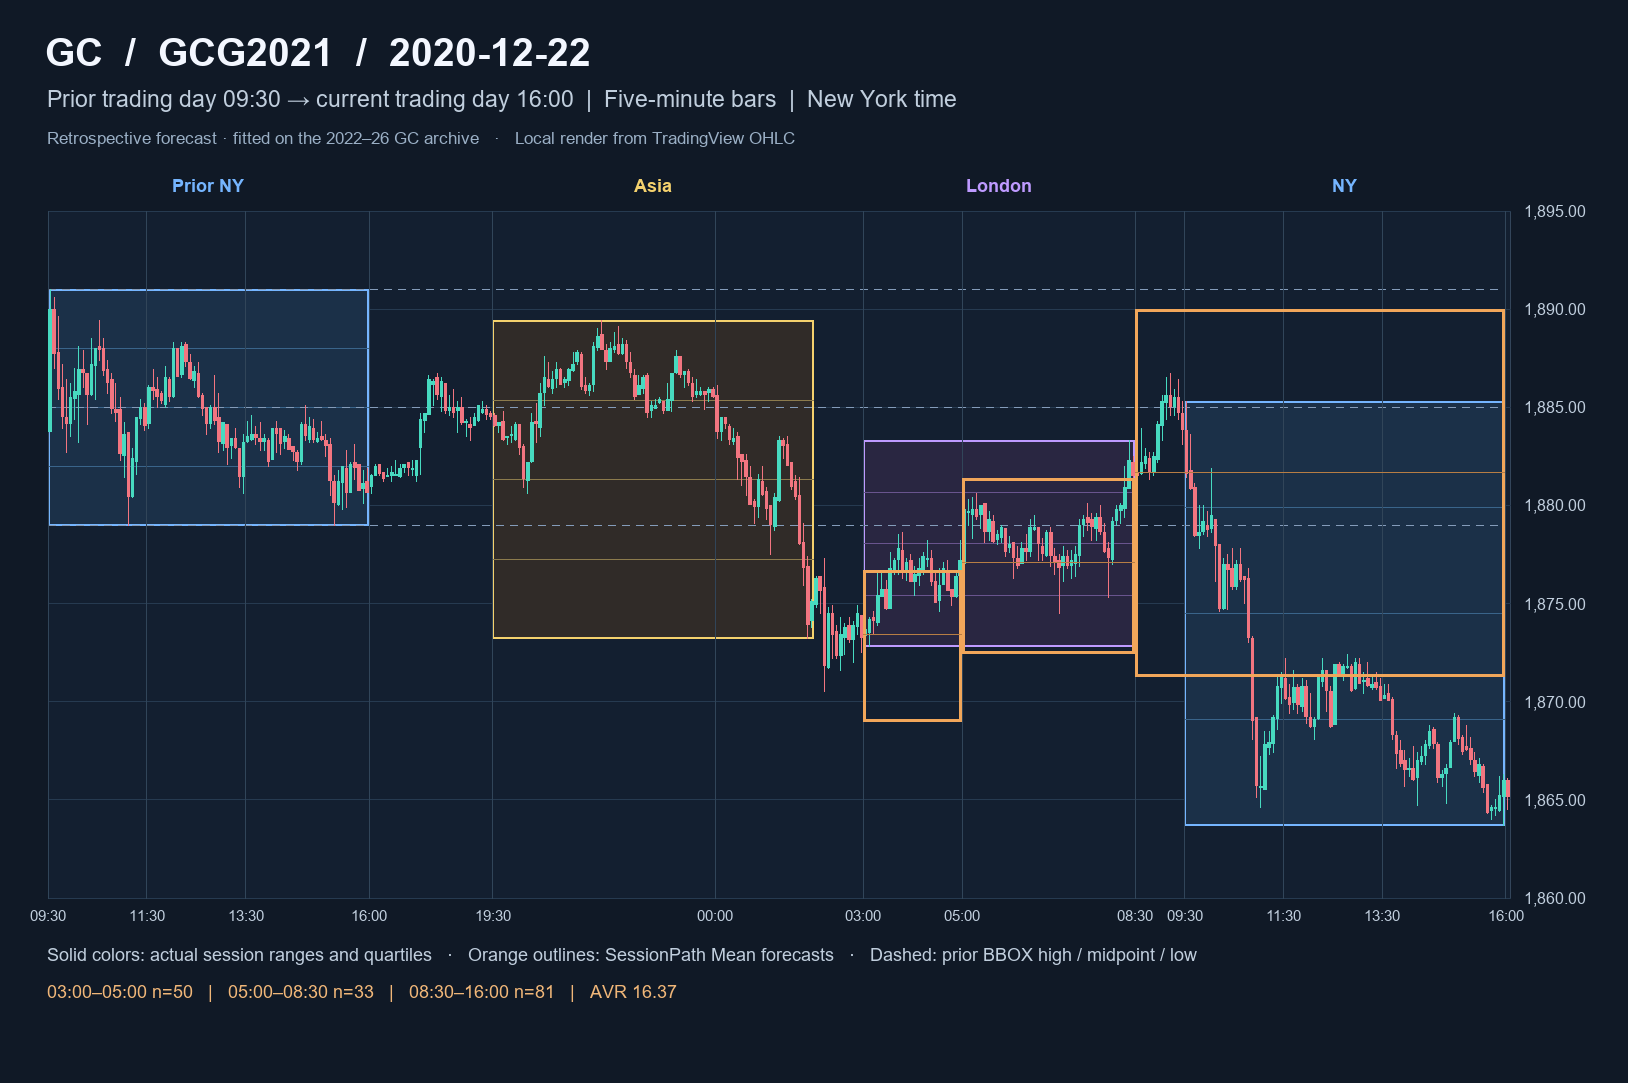 GC / GCG2021 / 2020-12-22
Prior trading day 09:30 → current trading day 16:00 | Five-minute bars | New York time
Retrospective forecast · fitted on the 2022–26 GC archive · Local render from TradingView OHLC
Prior NY Asia London NY
1,895.00
1,890.00
1,885.00
1,880.00
1,875.00
1,870.00
1,865.00
1,860.00
09:30 11:30 13:30 16:00 19:30 00:00 03:00 05:00 08:30 09:30 11:30 13:30 16:00
Solid colors: actual session ranges and quartiles · Orange outlines: SessionPath Mean forecasts · Dashed: prior BBOX high / midpoint / low
03:00–05:00 n=50 | 05:00–08:30 n=33 | 08:30–16:00 n=81 | AVR 16.37